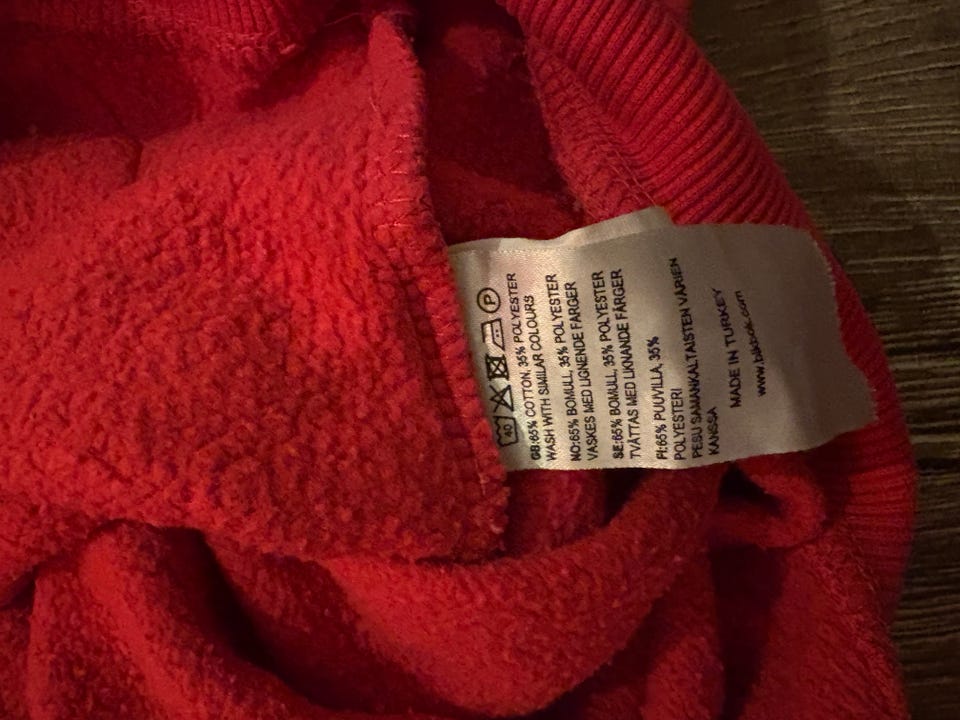 40 P
GB:65% COTTON, 35% POLYESTER
WASH WITH SIMILAR COLOURS
NO:65% BOMULL, 35% POLYESTER
VASKES MED LIGNENDE FARGER
SE:65% BOMULL, 35% POLYESTER
TVÄTTAS MED LIKNANDE FÄRGER
FI:65% PUUVILLA, 35%
POLYESTERI
PESU SAMANKALTAISTEN VÄRIEN
KANSSA
MADE IN TURKEY
www.bikbok.com